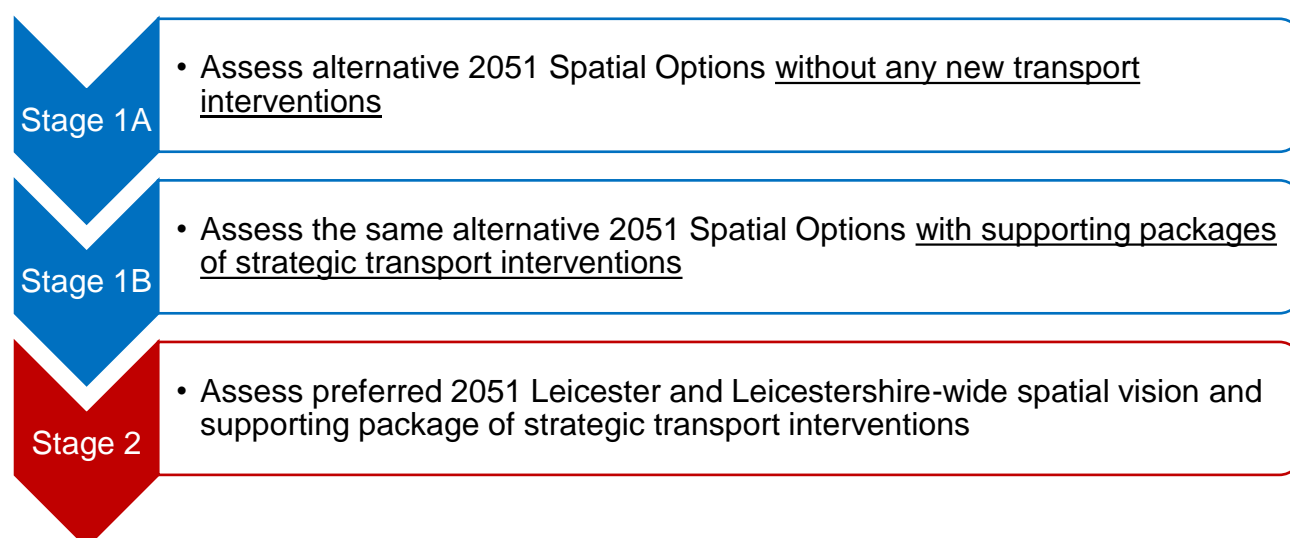 Stage 1A
• Assess alternative 2051 Spatial Options without any new transport
interventions
Stage 1B
• Assess the same alternative 2051 Spatial Options with supporting packages
of strategic transport interventions
Stage 2
• Assess preferred 2051 Leicester and Leicestershire-wide spatial vision and
supporting package of strategic transport interventions